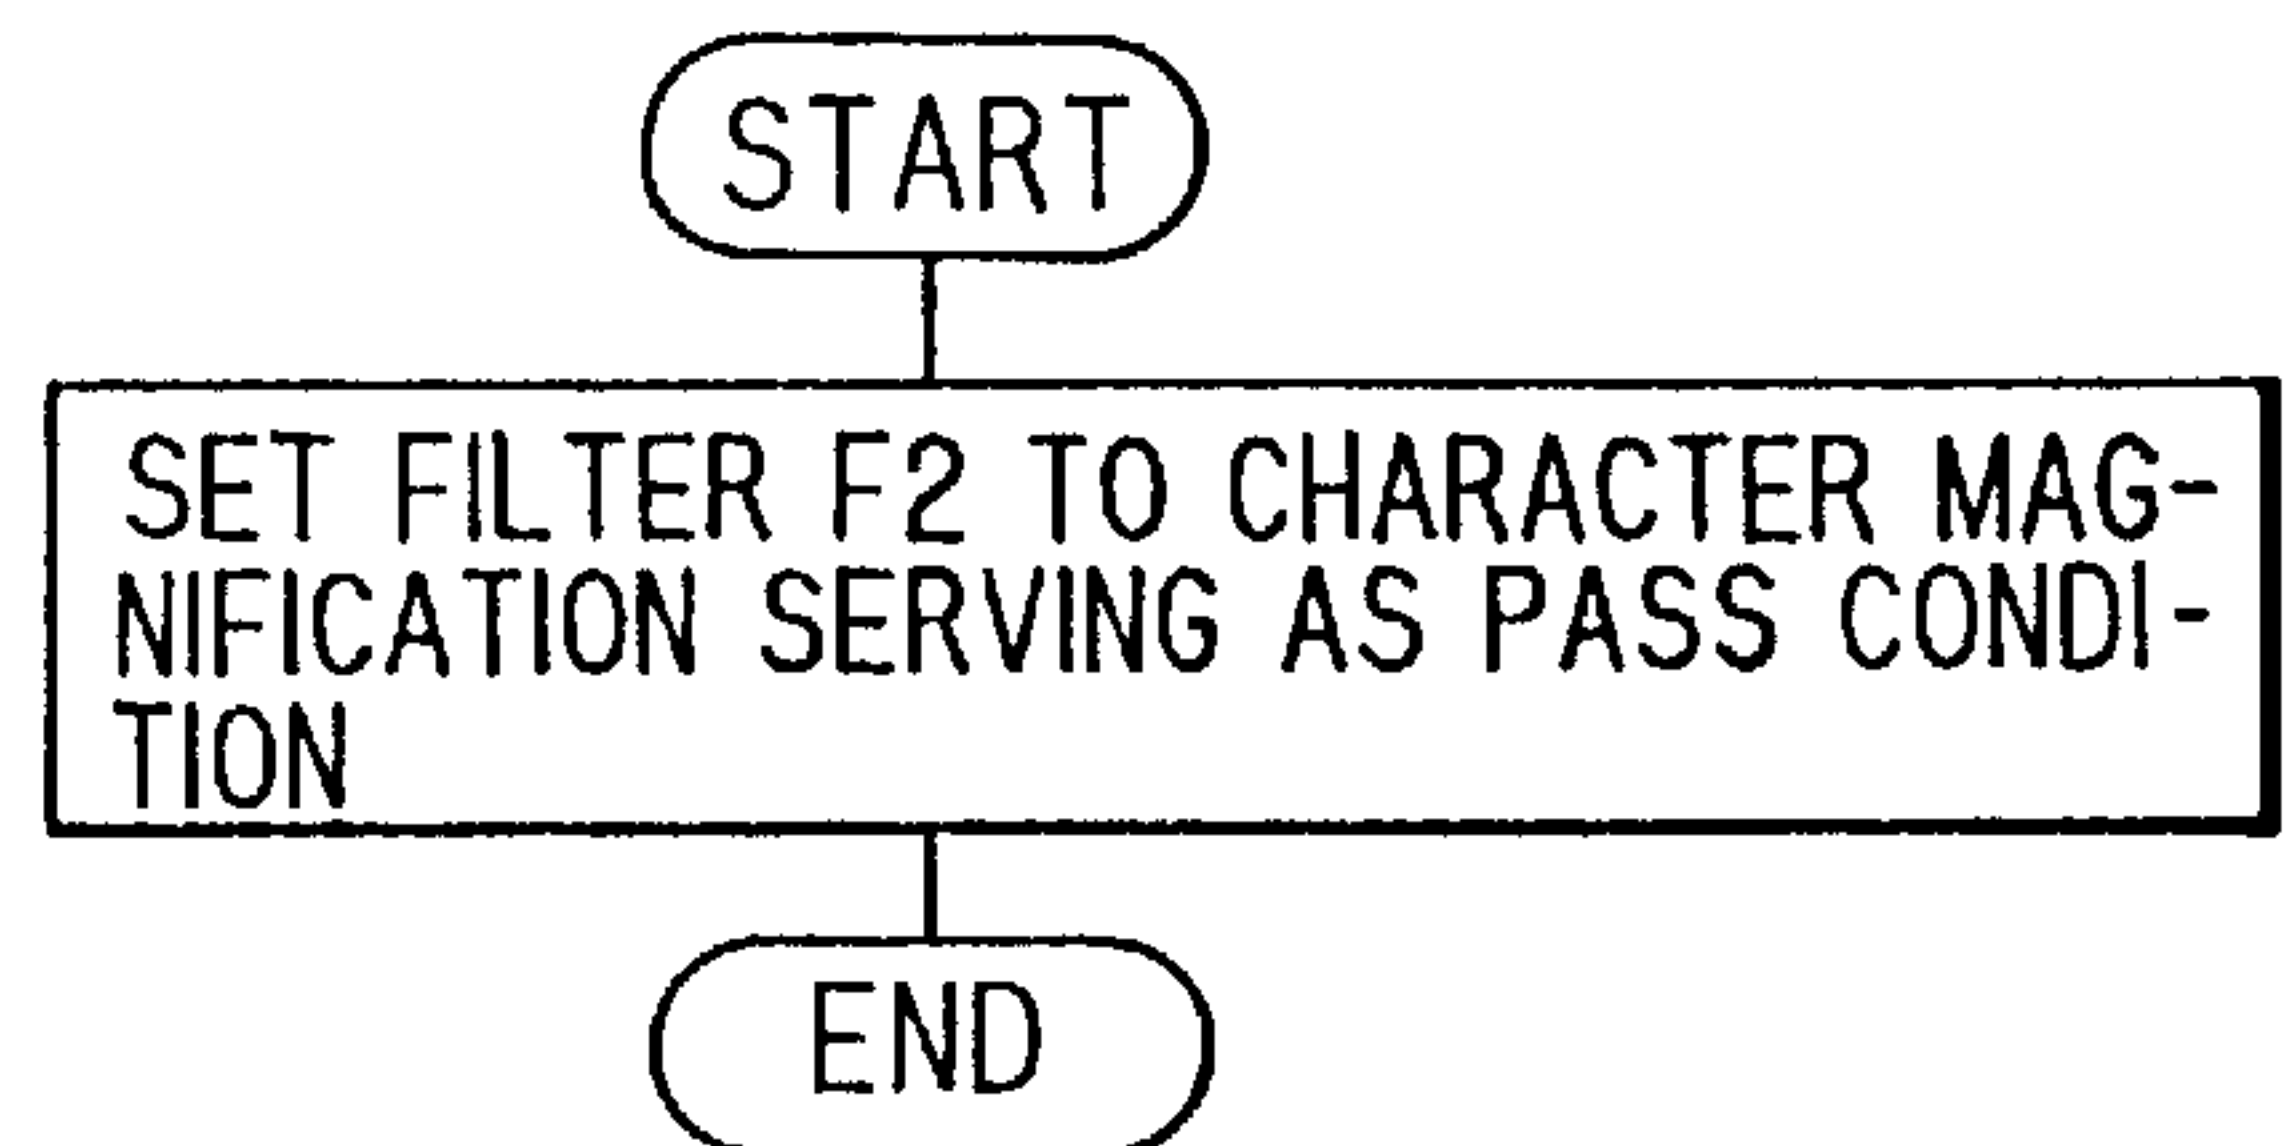 START
SET FILTER F2 TO CHARACTER MAG-
NIFICATION SERVING AS PASS CONDI-
TION
END